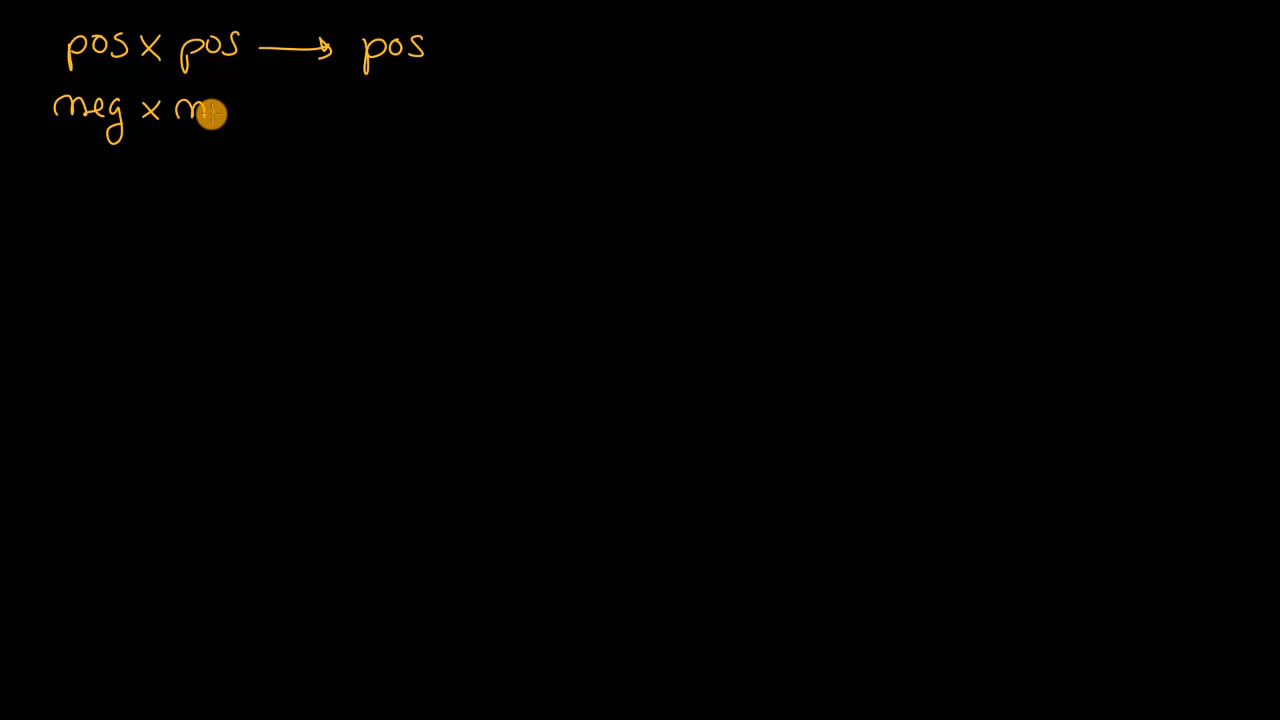 pos x pos → pos
neg x n